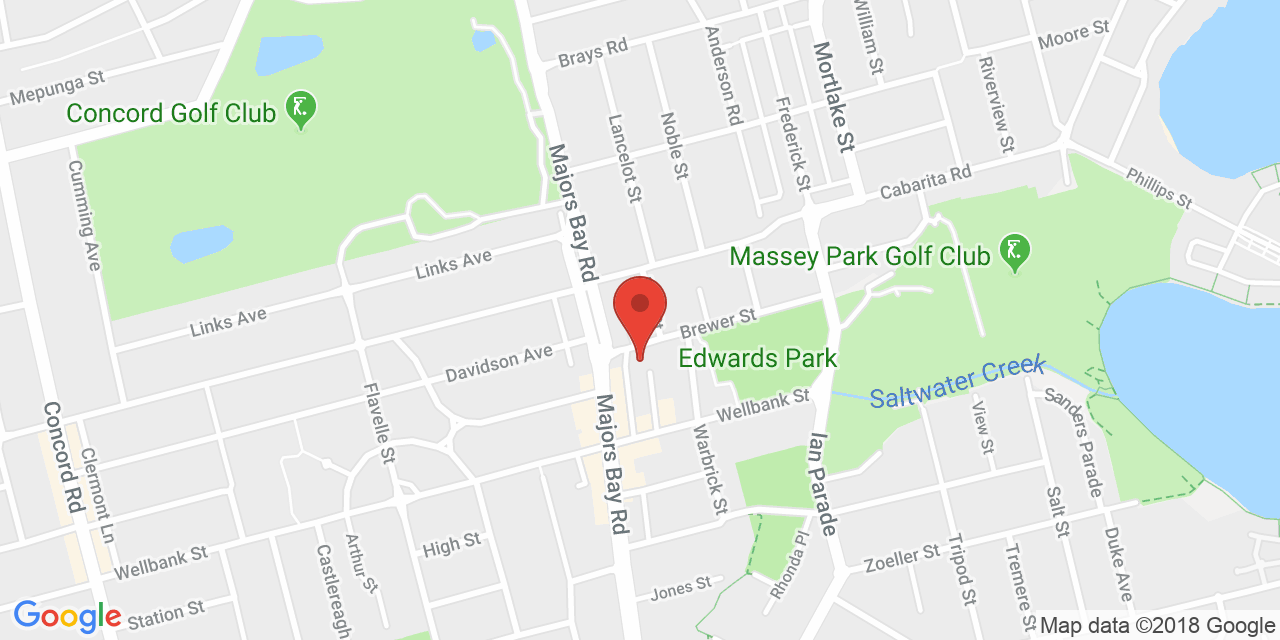 William St
Moore St
Brays Rd
Anderson Rd
Mortlake St
Mepunga St
Riverview St
Concord Golf Club
Frederick St
Lancelot St
Noble St
Majors Bay Rd
Cabarita Rd
Phillips St
Cumming Ave
Massey Park Golf Club
Links Ave
Links Ave
Brewer St
Davidson Ave
Edwards Park
Saltwater Creek
Wellbank St
Flavelle St
Majors Bay Rd
Sanders Parade
View St
Concord Rd
Clermont Ln
Warbrick St
Ian Parade
Salt St
High St
Wellbank St
Arthur St
Castlereagh
Rhonda Pl
Zoeller St
Tripod St
Tremere St
Duke Ave
Jones St
Station St
Google
Map data ©2018 Google